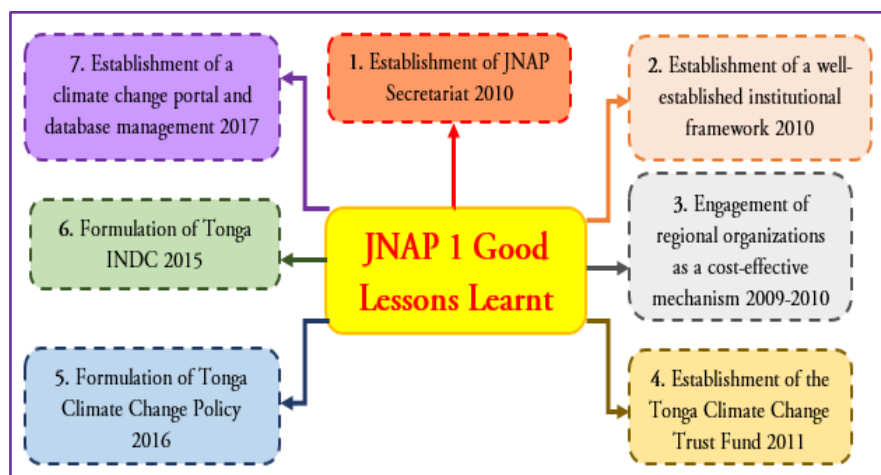 1. Establishment of JNAP
Secretariat 2010
2. Establishment of a well-
established institutional
framework 2010
3. Engagement of
regional organizations
as a cost-effective
mechanism 2009-2010
4. Establishment of the
Tonga Climate Change
Trust Fund 2011
5. Formulation of Tonga
Climate Change Policy
2016
6. Formulation of Tonga
INDC 2015
7. Establishment of a
climate change portal and
database management 2017
JNAP 1 Good
Lessons Learnt